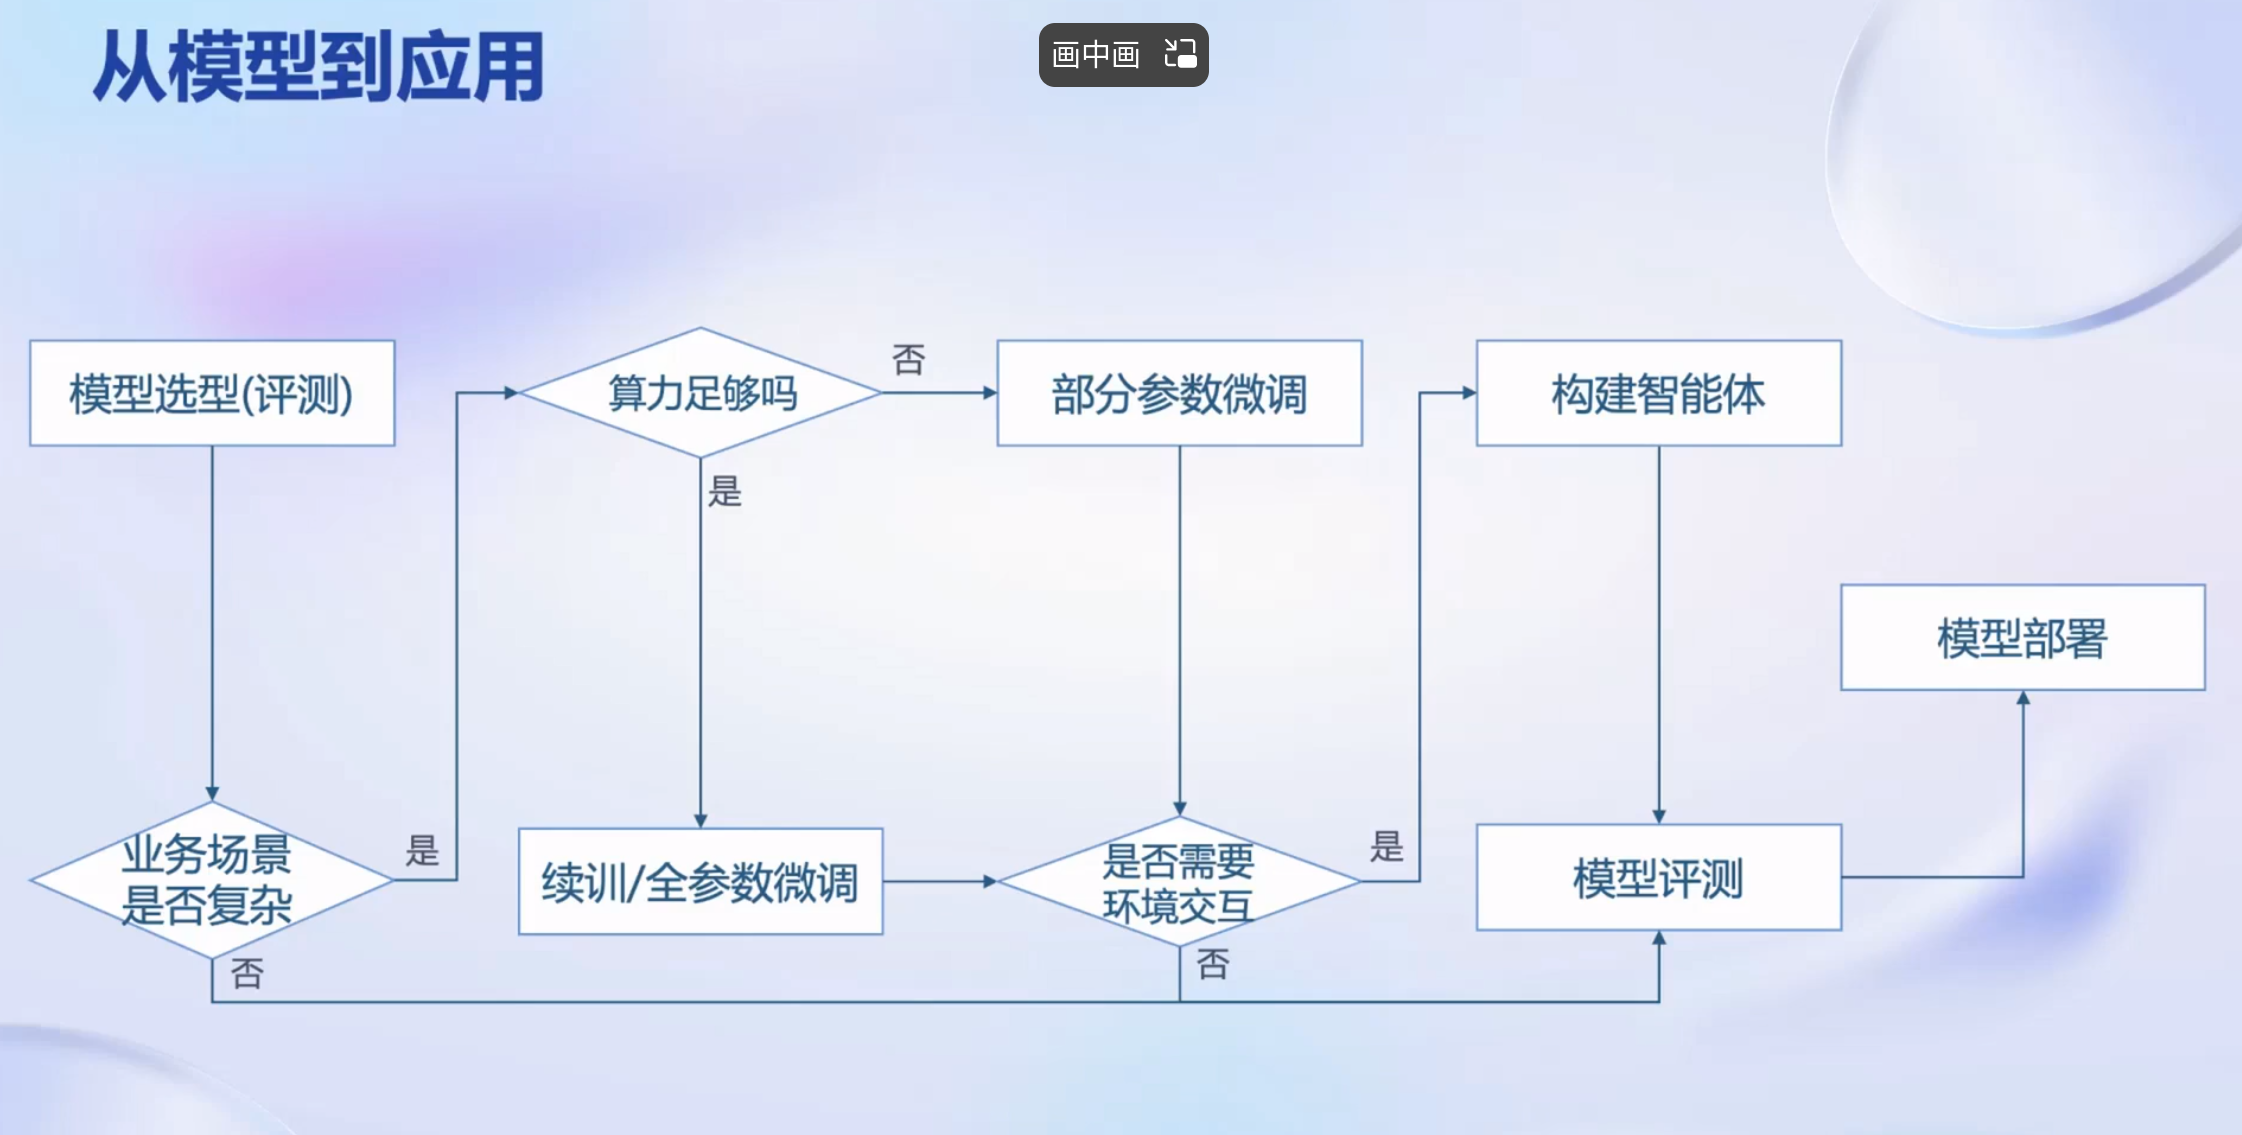 从模型到应用
画中画
模型选型(评测)
算力足够吗
否
部分参数微调
构建智能体
是
模型部署
业务场景
是否复杂
是
续训/全参数微调
是否需要
环境交互
是
模型评测
否
否